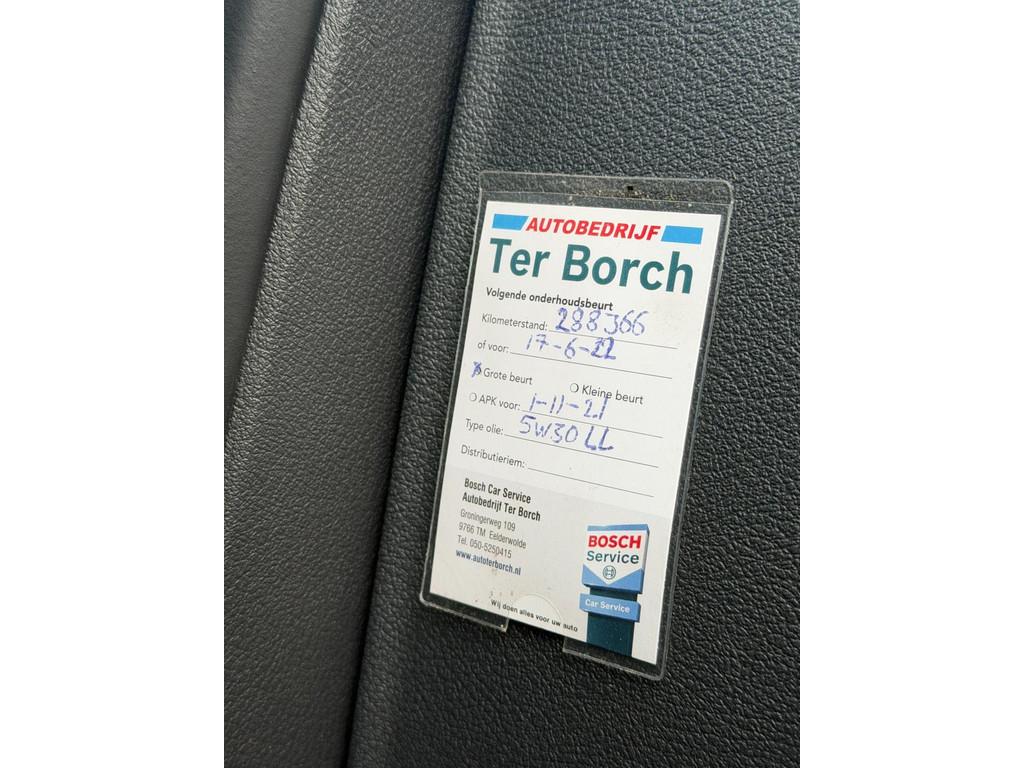 AUTOBEDRIJF
Ter Borch
Volgende onderhoudsbeurt
Kilometerstand: 288366
of voor: 17-6-22
Grote beurt Kleine beurt
APK voor: 1-11-21
Type olie: 5W30 LL
Distributieriem:
Bosch Car Service
Autobedrijf Ter Borch
Groningerweg 109
9766 TM Eelderwolde
Tel. 050-5250415
www.autoterborch.nl
Wij doen alles voor uw auto
BOSCH
Service
Car Service